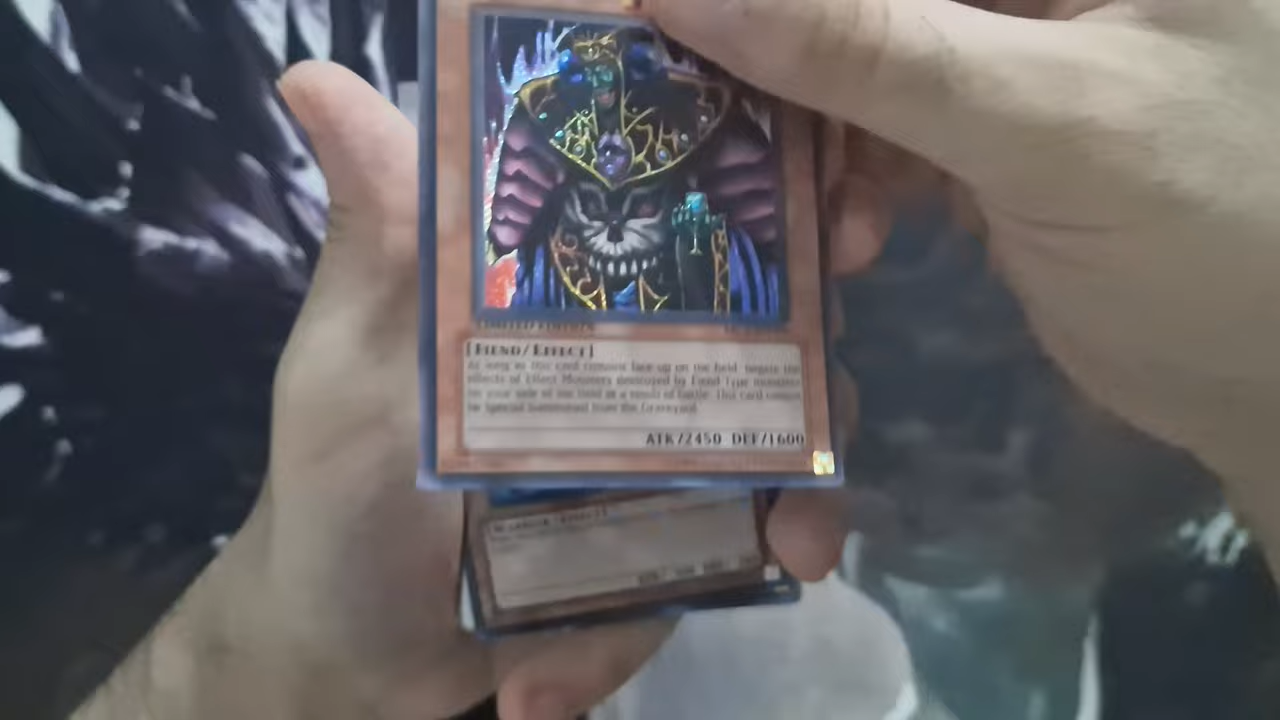 LIMITED EDITION
[FIEND/EFFECT]
As long as this card remains face-up on the field, negate the
effects of Effect Monsters destroyed by Fiend-Type monsters
on your side of the field as a result of battle. This card cannot
be Special Summoned from the Graveyard.
ATK/2450 DEF/1600